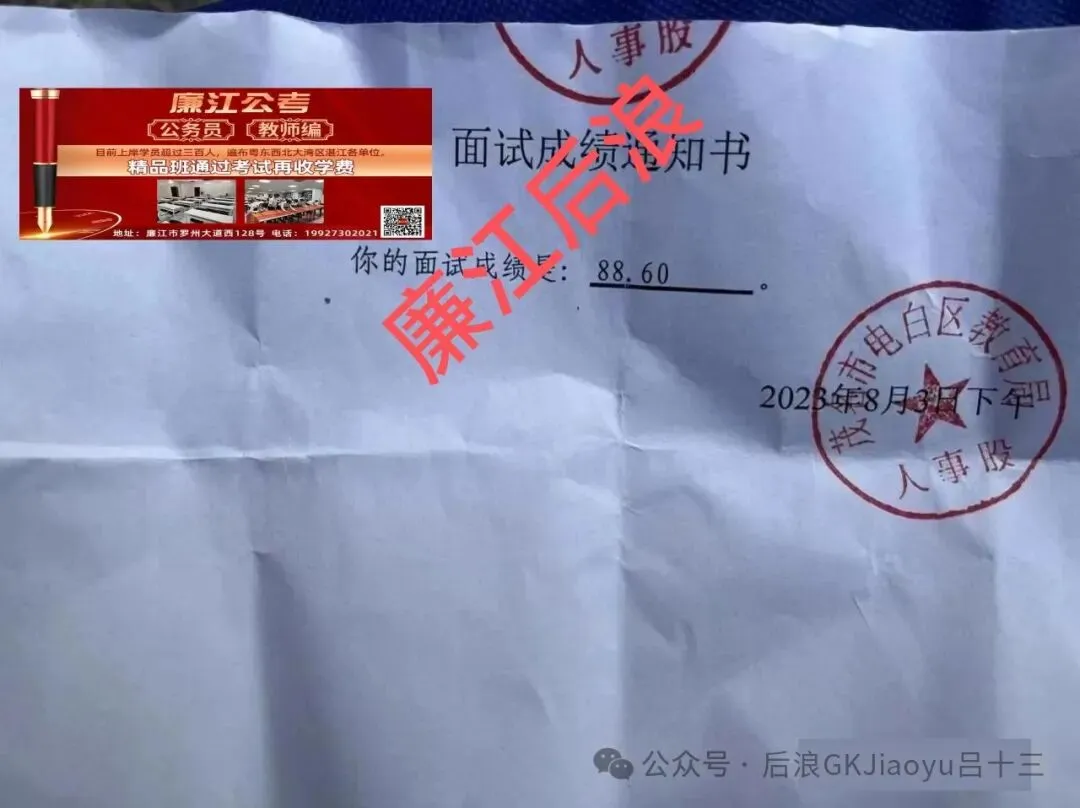 人事股
廉江公考
公务员 教师编
目前上岸学员超过三百人，遍布粤东西北大湾区湛江各单位。
精品班通过考试再收学费
地址：廉江市罗州大道西128号 电话：19927302021
面试成绩通知书
你的面试成绩是：88.60。
廉江后浪
茂名市电白区教育局
2023年8月3日下午
人事股
公众号·后浪GKJiaoyu吕十三